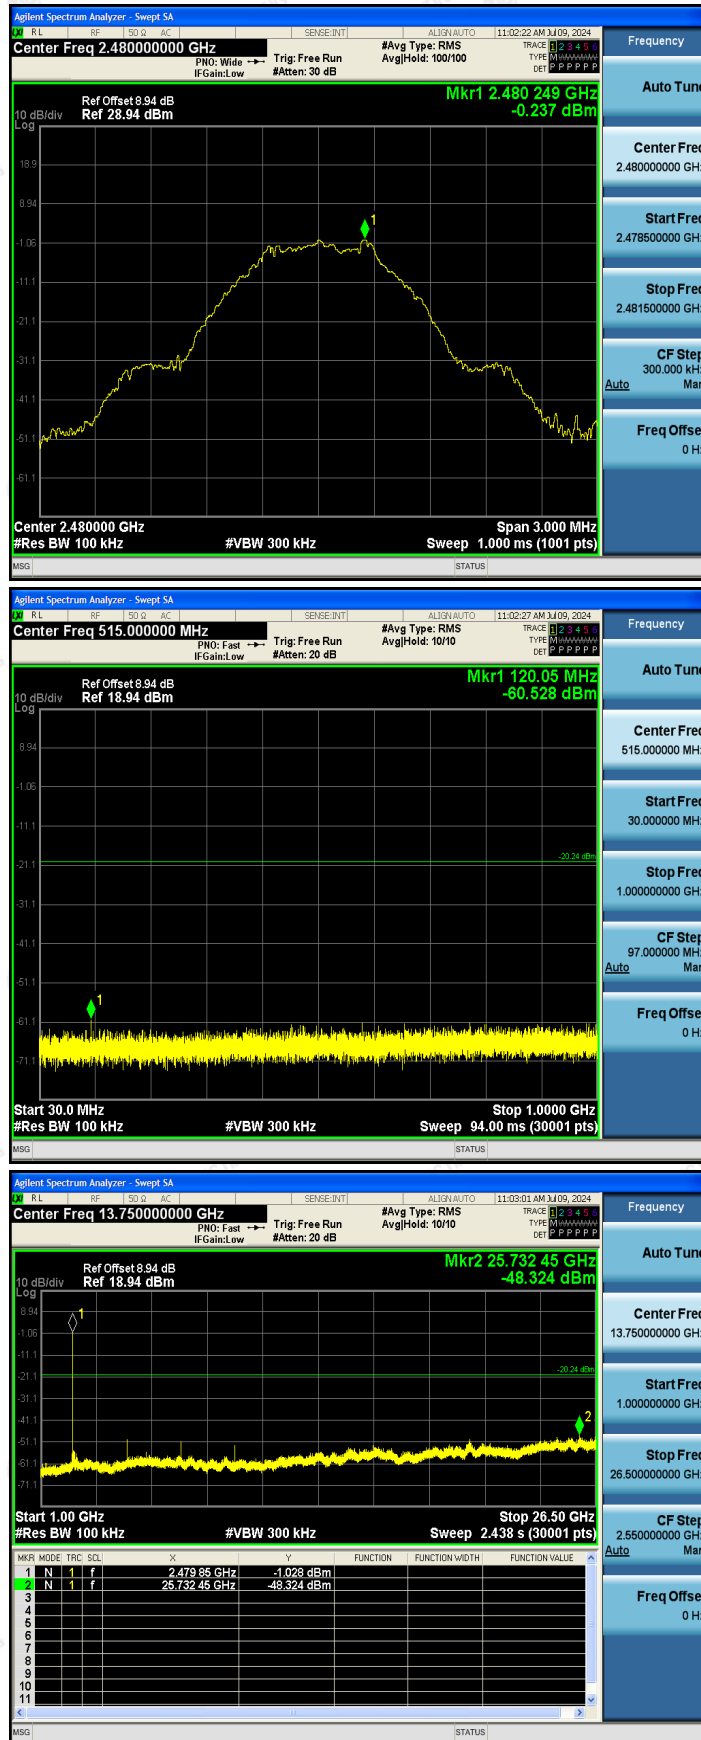 Agilent Spectrum Analyzer - Swept SA
LXI RL RF 50 Ω AC SENSE:INT ALIGNAUTO 11:02:22 AM Jul 09, 2024
Center Freq 2.480000000 GHz #Avg Type: RMS TRACE 1 2 3 4 5 6
PNO: Wide Trig: Free Run Avg|Hold: 100/100 TYPE M
IFGain:Low #Atten: 30 dB DET P P P P P P
Mkr1 2.480 249 GHz
Ref Offset 8.94 dB -0.237 dBm
10 dB/div Ref 28.94 dBm
Log
18.9
8.94
1
-1.06
-11.1
-21.1
-31.1
-41.1
-51.1
-61.1
Center 2.480000 GHz Span 3.000 MHz
#Res BW 100 kHz #VBW 300 kHz Sweep 1.000 ms (1001 pts)
MSG STATUS
Frequency
Auto Tune
Center Freq
2.480000000 GHz
Start Freq
2.478500000 GHz
Stop Freq
2.481500000 GHz
CF Step
300.000 kHz
Auto Man
Freq Offset
0 Hz
Agilent Spectrum Analyzer - Swept SA
LXI RL RF 50 Ω AC SENSE:INT ALIGNAUTO 11:02:27 AM Jul 09, 2024
Center Freq 515.000000 MHz #Avg Type: RMS TRACE 1 2 3 4 5 6
PNO: Fast Trig: Free Run Avg|Hold: 10/10 TYPE M
IFGain:Low #Atten: 20 dB DET P P P P P P
Mkr1 120.05 MHz
Ref Offset 8.94 dB -60.528 dBm
10 dB/div Ref 18.94 dBm
Log
8.94
-1.06
-11.1
-20.24 dBm
-21.1
-31.1
-41.1
-51.1
1
-61.1
-71.1
Start 30.0 MHz Stop 1.0000 GHz
#Res BW 100 kHz #VBW 300 kHz Sweep 94.00 ms (30001 pts)
MSG STATUS
Frequency
Auto Tune
Center Freq
515.000000 MHz
Start Freq
30.000000 MHz
Stop Freq
1.000000000 GHz
CF Step
97.000000 MHz
Auto Man
Freq Offset
0 Hz
Agilent Spectrum Analyzer - Swept SA
LXI RL RF 50 Ω AC SENSE:INT ALIGNAUTO 11:03:01 AM Jul 09, 2024
Center Freq 13.750000000 GHz #Avg Type: RMS TRACE 1 2 3 4 5 6
PNO: Fast Trig: Free Run Avg|Hold: 10/10 TYPE M
IFGain:Low #Atten: 20 dB DET P P P P P P
Mkr2 25.732 45 GHz
Ref Offset 8.94 dB -48.324 dBm
10 dB/div Ref 18.94 dBm
Log
8.94
1
-1.06
-11.1
-20.24 dBm
-21.1
-31.1
-41.1
2
-51.1
-61.1
-71.1
Start 1.00 GHz Stop 26.50 GHz
#Res BW 100 kHz #VBW 300 kHz Sweep 2.438 s (30001 pts)
MKR MODE TRC SCL X Y FUNCTION FUNCTION WIDTH FUNCTION VALUE
1 N 1 f 2.479 85 GHz -1.028 dBm
2 N 1 f 25.732 45 GHz -48.324 dBm
3
4
5
6
7
8
9
10
11
MSG STATUS
Frequency
Auto Tune
Center Freq
13.750000000 GHz
Start Freq
1.000000000 GHz
Stop Freq
26.500000000 GHz
CF Step
2.550000000 GHz
Auto Man
Freq Offset
0 Hz